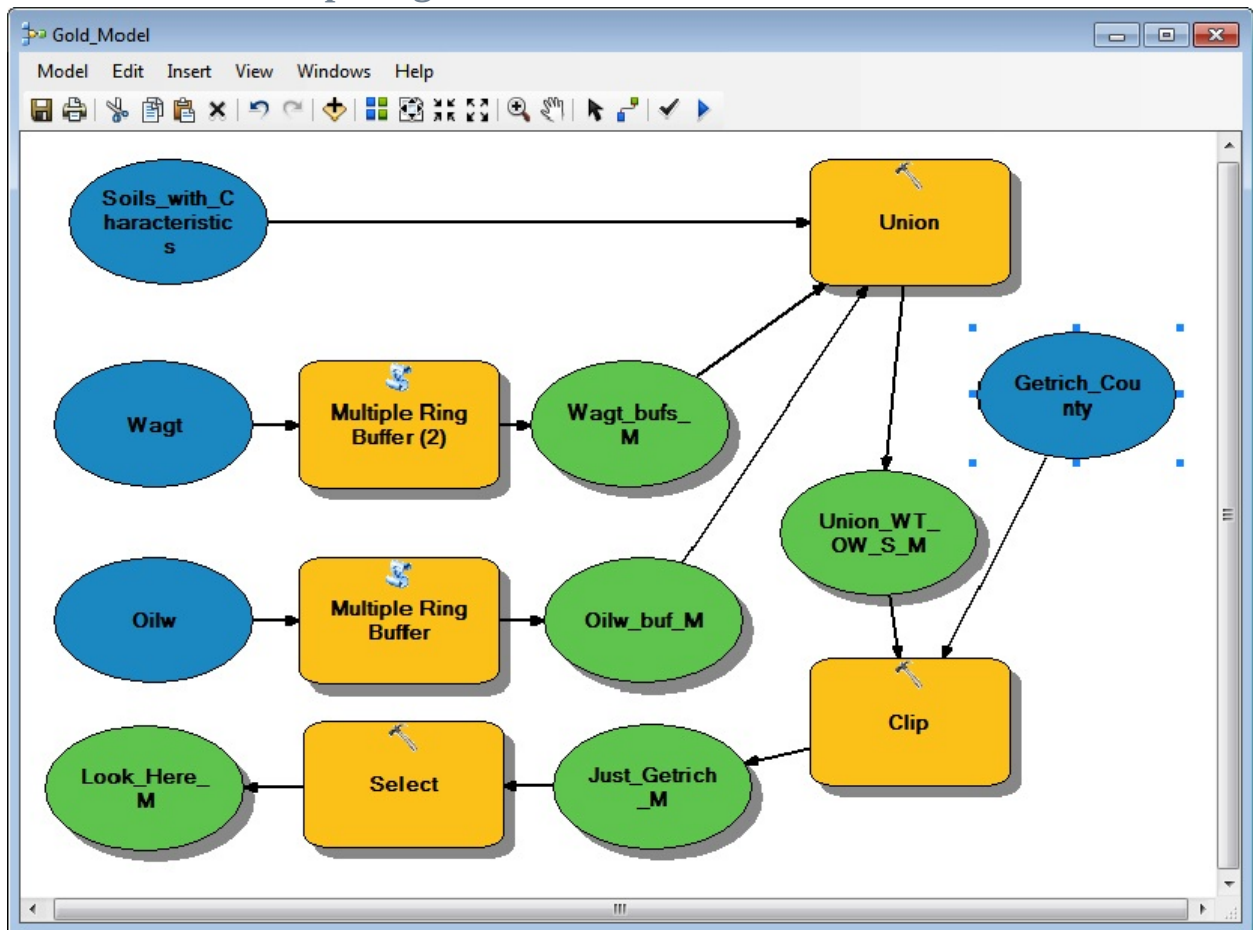 Gold_Model
Model Edit Insert View Windows Help
Soils_with_C
haracteristic
s
Union
Getrich_Cou
nty
Wagt
Multiple Ring
Buffer (2)
Wagt_bufs_
M
Union_WT_
OW_S_M
Oilw
Multiple Ring
Buffer
Oilw_buf_M
Clip
Look_Here_
M
Select
Just_Getrich
_M